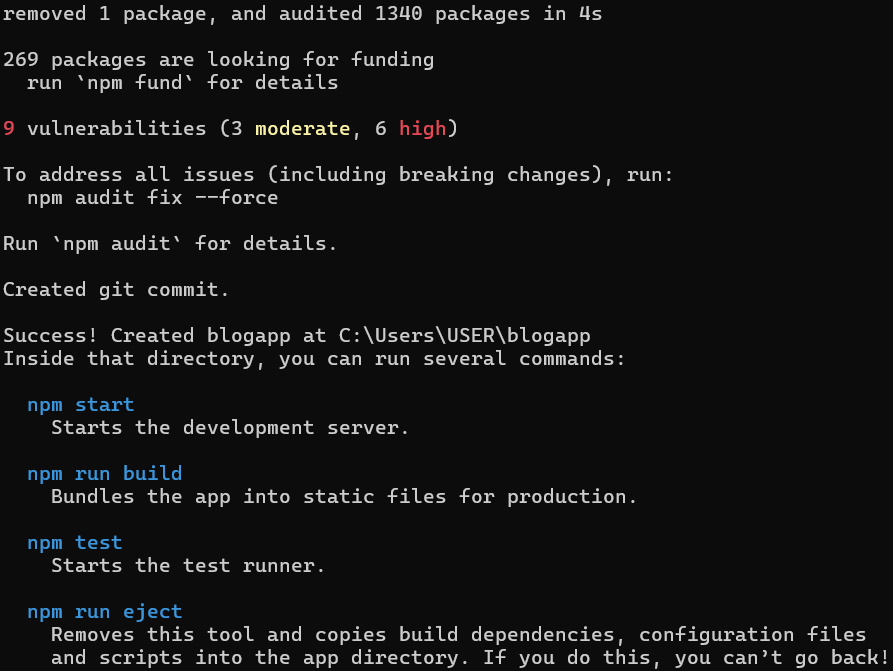 removed 1 package, and audited 1340 packages in 4s
269 packages are looking for funding
run `npm fund` for details
9 vulnerabilities (3 moderate, 6 high)
To address all issues (including breaking changes), run:
npm audit fix --force
Run `npm audit` for details.
Created git commit.
Success! Created blogapp at C:\Users\USER\blogapp
Inside that directory, you can run several commands:
npm start
Starts the development server.
npm run build
Bundles the app into static files for production.
npm test
Starts the test runner.
npm run eject
Removes this tool and copies build dependencies, configuration files
and scripts into the app directory. If you do this, you can’t go back!